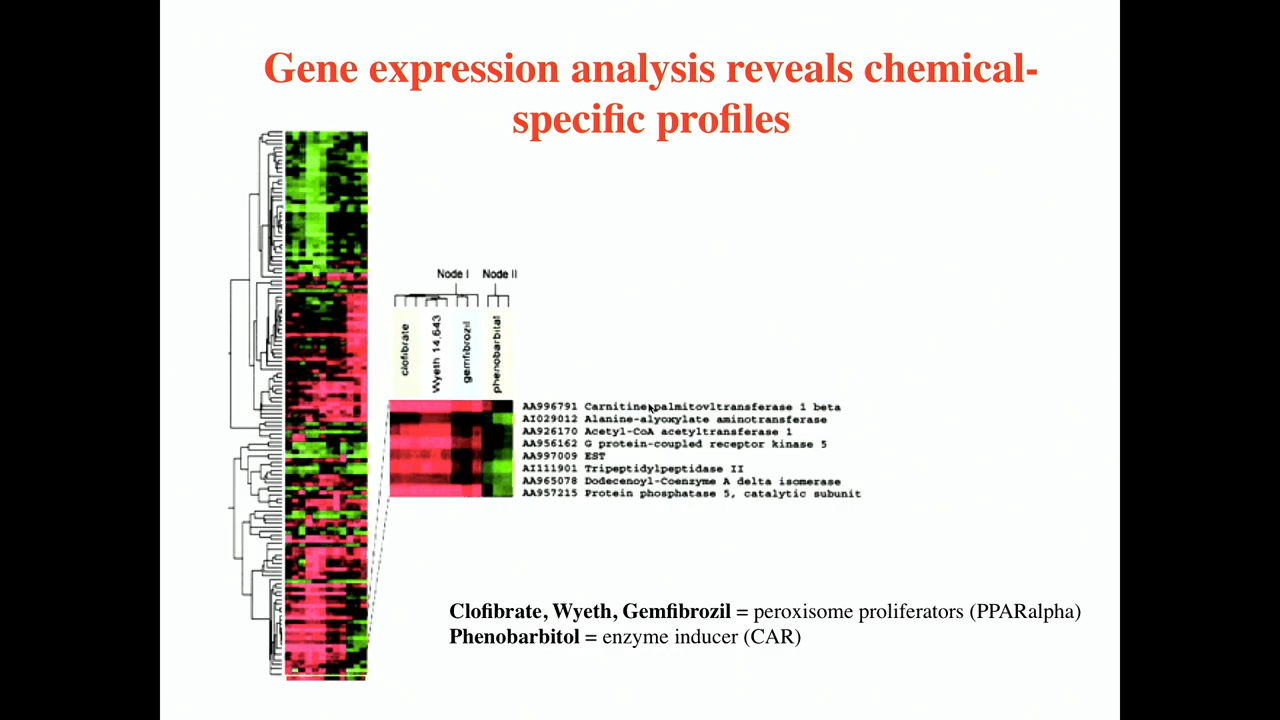 Gene expression analysis reveals chemical-
specific profiles
Node I Node II
clofibrate
Wyeth 14,643
gemfibrozil
phenobarbital
AA996791 Carnitine palmitovltransferase 1 beta
AI029012 Alanine-alyoxylate aminotransferase
AA926170 Acetyl-CoA acetyltransferase 1
AA956162 G protein-coupled receptor kinase 5
AA997009 EST
AI111901 Tripeptidylpeptidase II
AA965078 Dodecenoyl-Coenzyme A delta isomerase
AA957215 Protein phosphatase 5, catalytic subunit
Clofibrate, Wyeth, Gemfibrozil = peroxisome proliferators (PPARalpha)
Phenobarbitol = enzyme inducer (CAR)